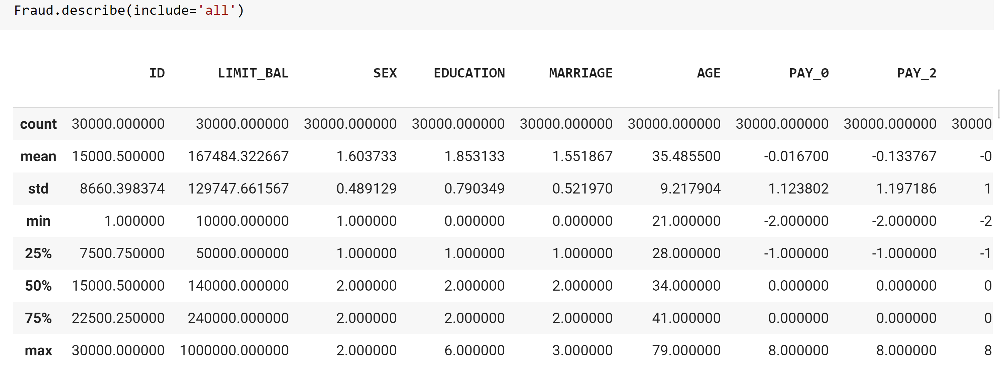 Fraud.describe(include='all')
ID LIMIT_BAL SEX EDUCATION MARRIAGE AGE PAY_0 PAY_2
count 30000.000000 30000.000000 30000.000000 30000.000000 30000.000000 30000.000000 30000.000000 30000.000000 30000
mean 15000.500000 167484.322667 1.603733 1.853133 1.551867 35.485500 -0.016700 -0.133767 -0
std 8660.398374 129747.661567 0.489129 0.790349 0.521970 9.217904 1.123802 1.197186 1
min 1.000000 10000.000000 1.000000 0.000000 0.000000 21.000000 -2.000000 -2.000000 -2
25% 7500.750000 50000.000000 1.000000 1.000000 1.000000 28.000000 -1.000000 -1.000000 -1
50% 15000.500000 140000.000000 2.000000 2.000000 2.000000 34.000000 0.000000 0.000000 0
75% 22500.250000 240000.000000 2.000000 2.000000 2.000000 41.000000 0.000000 0.000000 0
max 30000.000000 1000000.000000 2.000000 6.000000 3.000000 79.000000 8.000000 8.000000 8